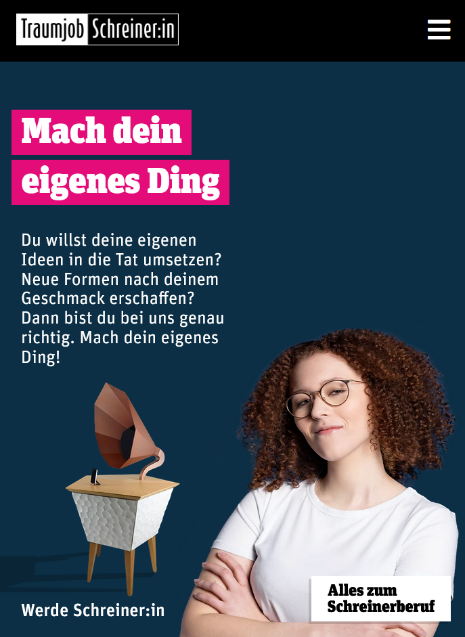 Traumjob Schreiner:in
Mach dein
eigenes Ding
Du willst deine eigenen
Ideen in die Tat umsetzen?
Neue Formen nach deinem
Geschmack erschaffen?
Dann bist du bei uns genau
richtig. Mach dein eigenes
Ding!
Werde Schreiner:in
Alles zum
Schreinerberuf